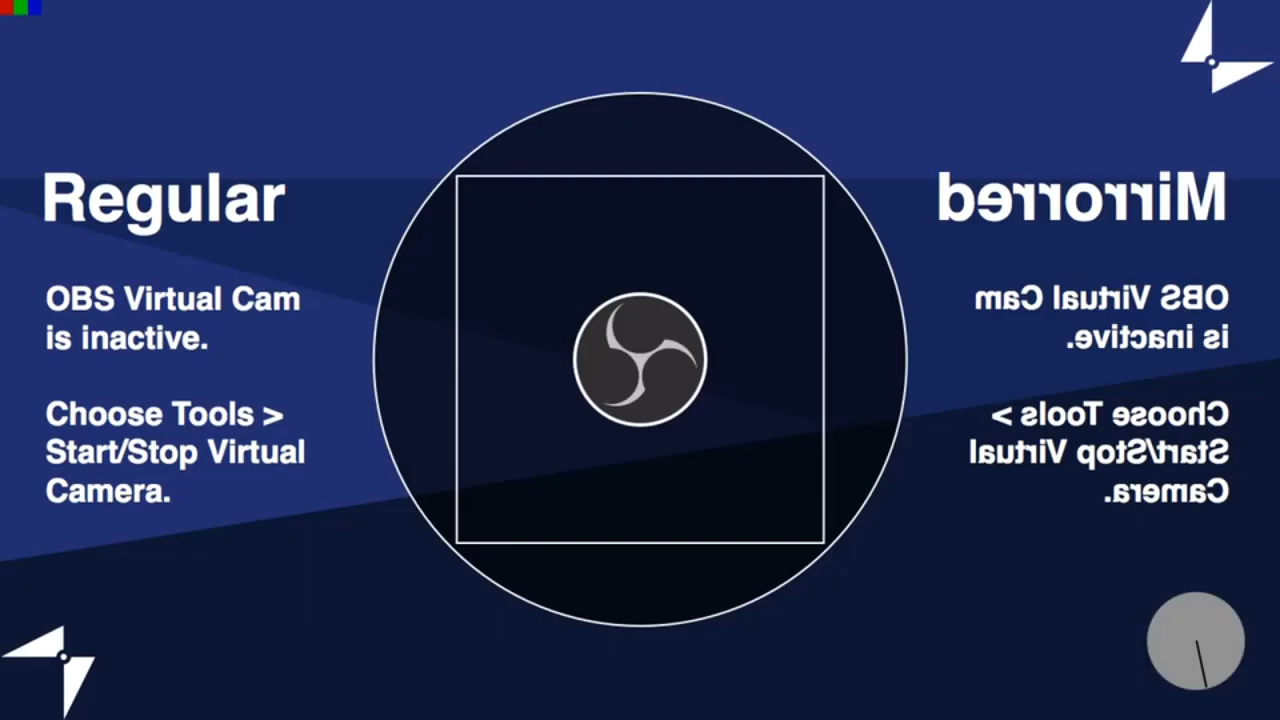 Regular
OBS Virtual Cam
is inactive.
Choose Tools >
Start/Stop Virtual
Camera.
Mirrorred
OBS Virtual Cam
is inactive.
Choose Tools >
Start/Stop Virtual
Camera.